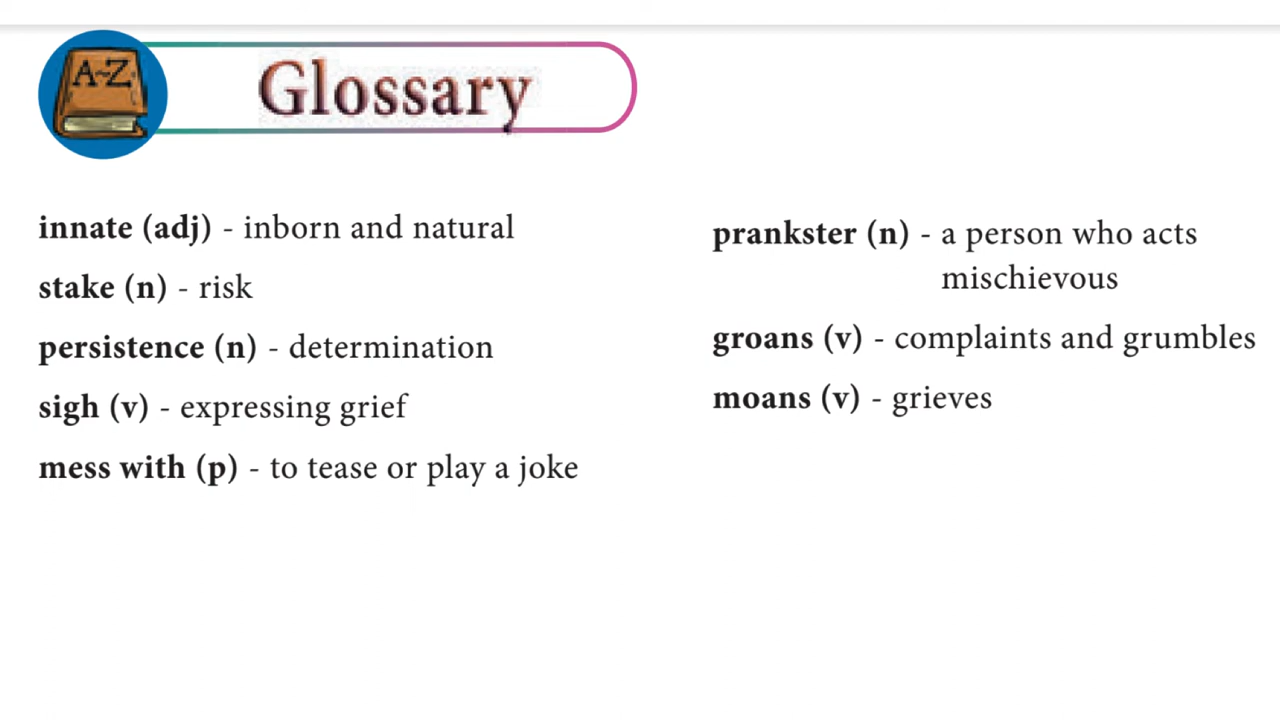 A-Z
Glossary
innate (adj) - inborn and natural
stake (n) - risk
persistence (n) - determination
sigh (v) - expressing grief
mess with (p) - to tease or play a joke
prankster (n) - a person who acts
mischievous
groans (v) - complaints and grumbles
moans (v) - grieves